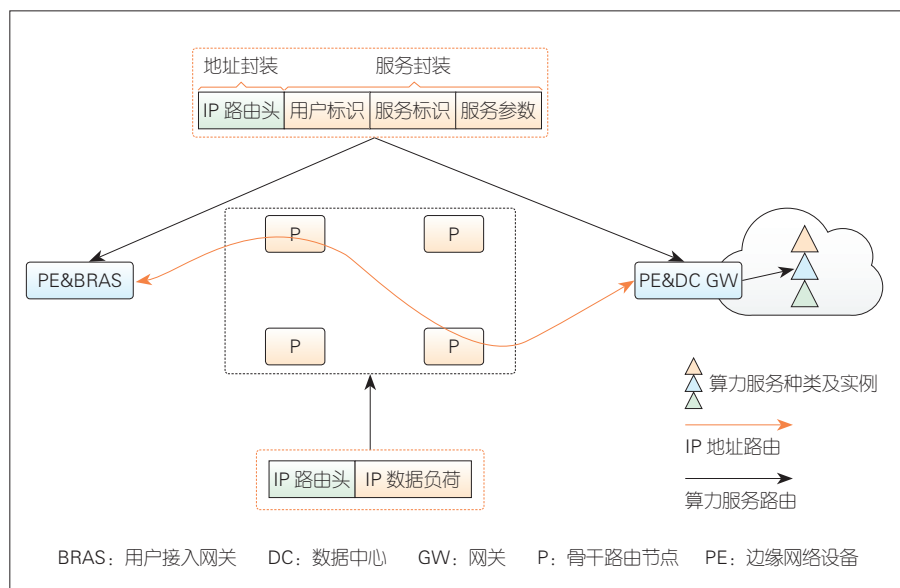 地址封装 服务封装
IP 路由头 用户标识 服务标识 服务参数
P P
PE&BRAS PE&DC GW
P P
算力服务种类及实例
IP 地址路由
IP 路由头 IP 数据负荷
算力服务路由
BRAS：用户接入网关 DC：数据中心 GW：网关 P：骨干路由节点 PE：边缘网络设备